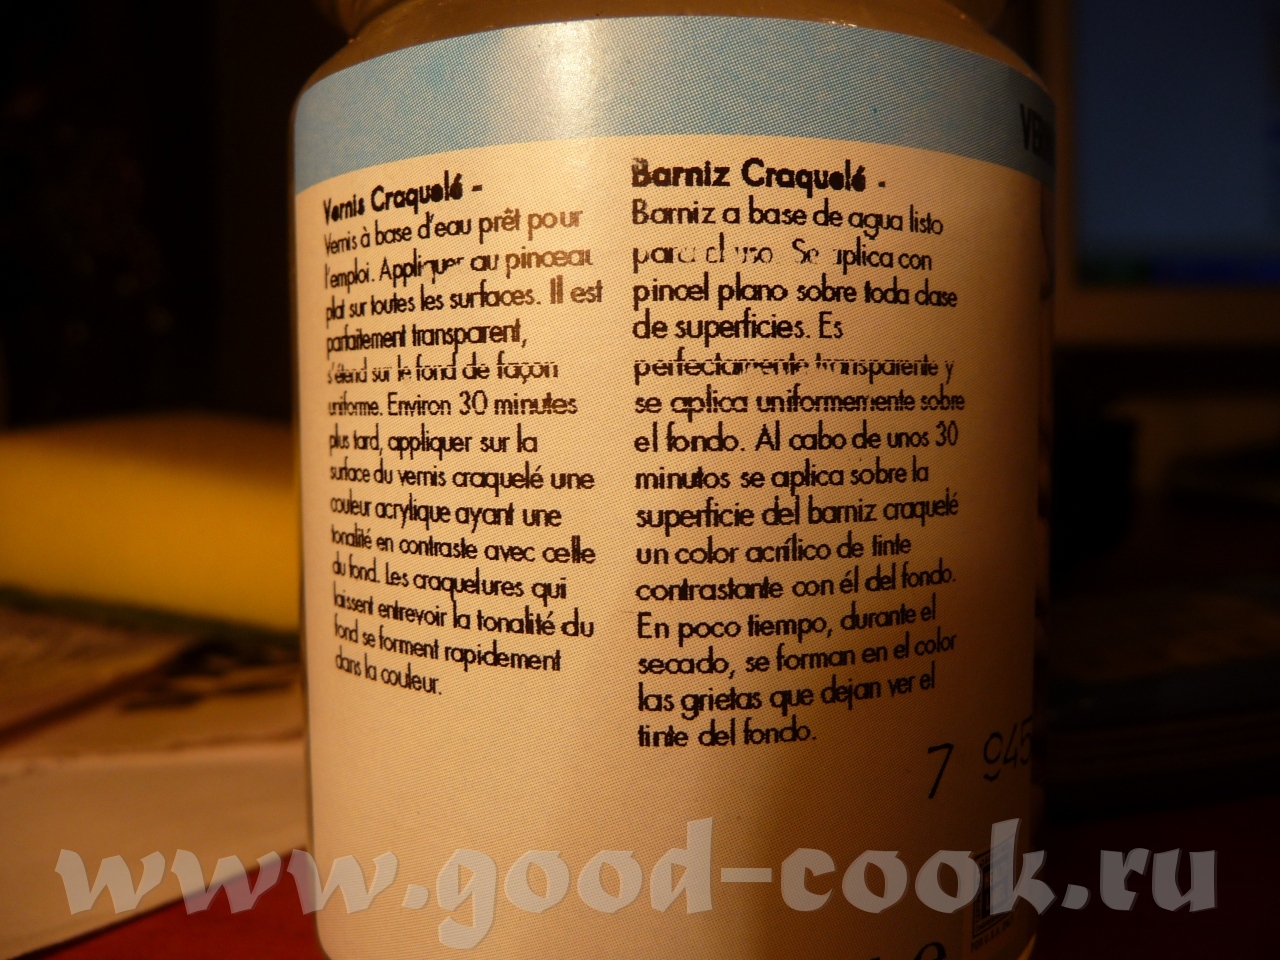 Vernis Craquelé -
Vernis à base d'eau prêt pour
l'emploi. Appliquer au pinceau
plat sur toutes les surfaces. Il est
parfaitement transparent,
s'étend sur le fond de façon
uniforme. Environ 30 minutes
plus tard, appliquer sur la
surface du vernis craquelé une
couleur acrylique ayant une
tonalité en contraste avec celle
du fond. Les craquelures qui
laissent entrevoir la tonalité du
fond se forment rapidement
dans la couleur.
Barniz Craquelé -
Barniz a base de agua listo
para el uso. Se aplica con
pincel plano sobre toda clase
de superficies. Es
perfectamente transparente y
se aplica uniformemente sobre
el fondo. Al cabo de unos 30
minutos se aplica sobre la
superficie del barniz craquelé
un color acrílico de tinte
contrastante con él del fondo.
En poco tiempo, durante el
secado, se forman en el color
las grietas que dejan ver el
tinte del fondo.
7 945
www.good-cook.ru